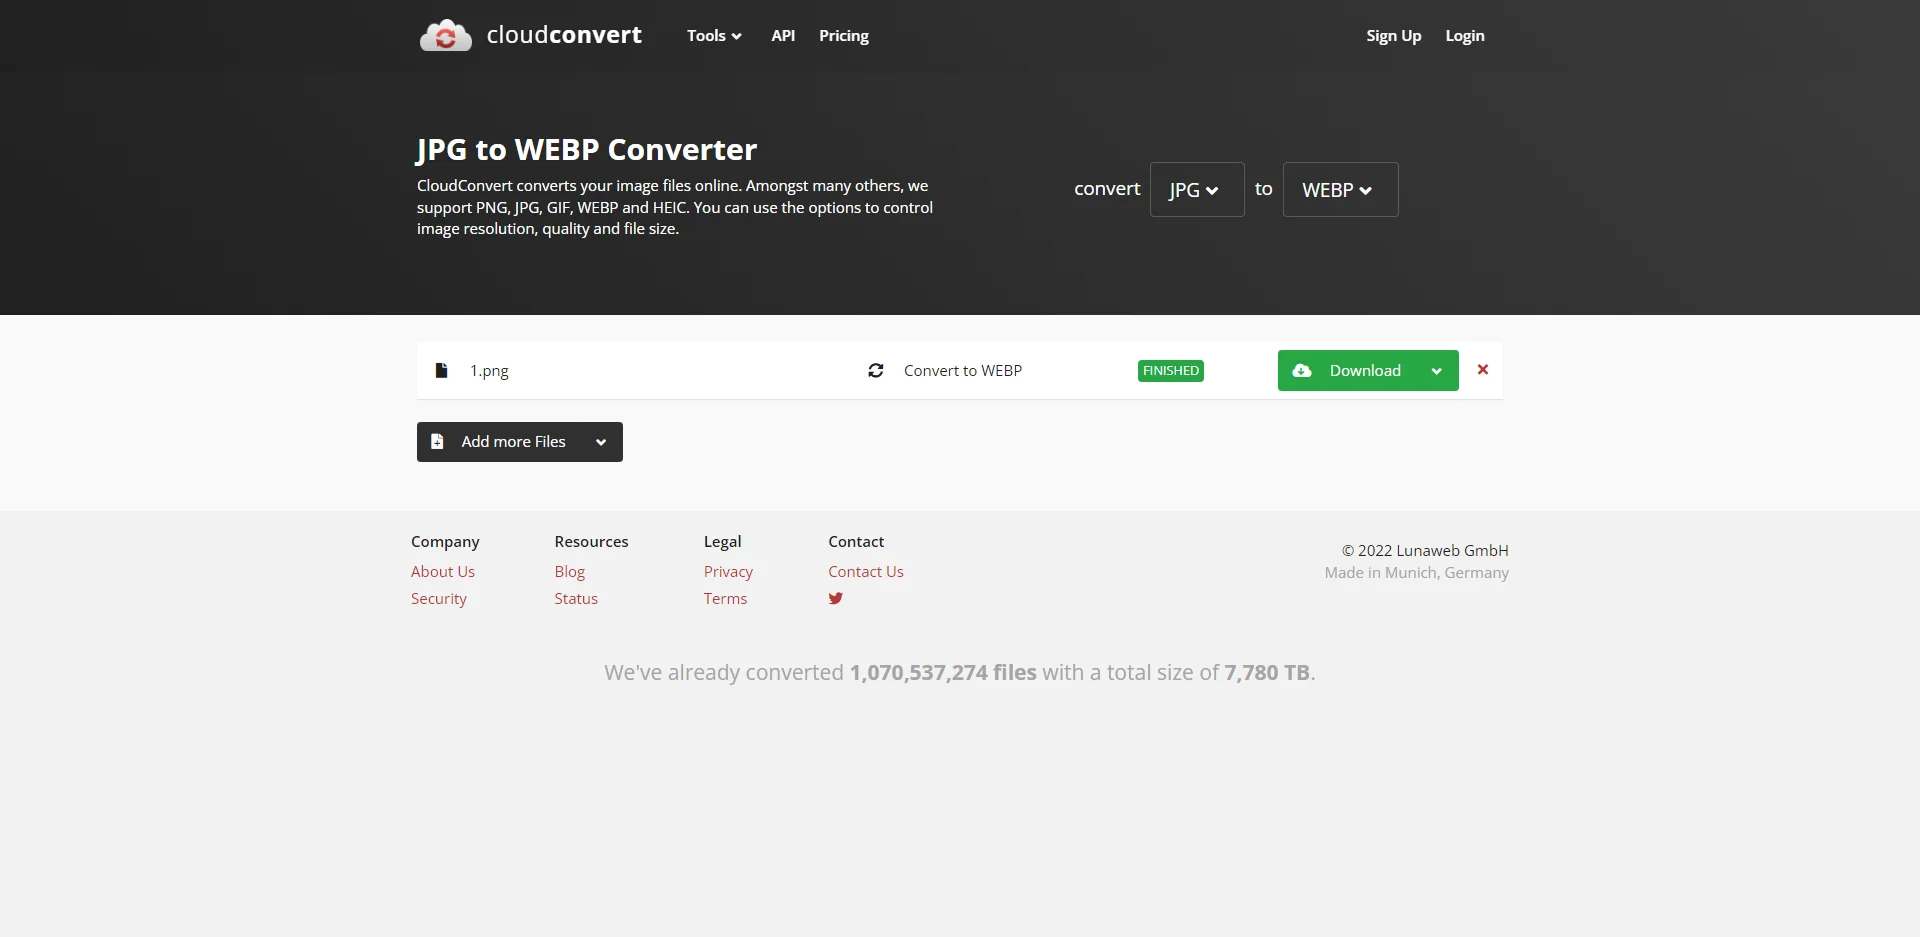 cloudconvert Tools API Pricing Sign Up Login
JPG to WEBP Converter
CloudConvert converts your image files online. Amongst many others, we
support PNG, JPG, GIF, WEBP and HEIC. You can use the options to control
image resolution, quality and file size.
convert JPG to WEBP
1.png Convert to WEBP FINISHED Download
Add more Files
Company Resources Legal Contact
About Us Blog Privacy Contact Us
Security Status Terms
© 2022 Lunaweb GmbH
Made in Munich, Germany
We've already converted 1,070,537,274 files with a total size of 7,780 TB.